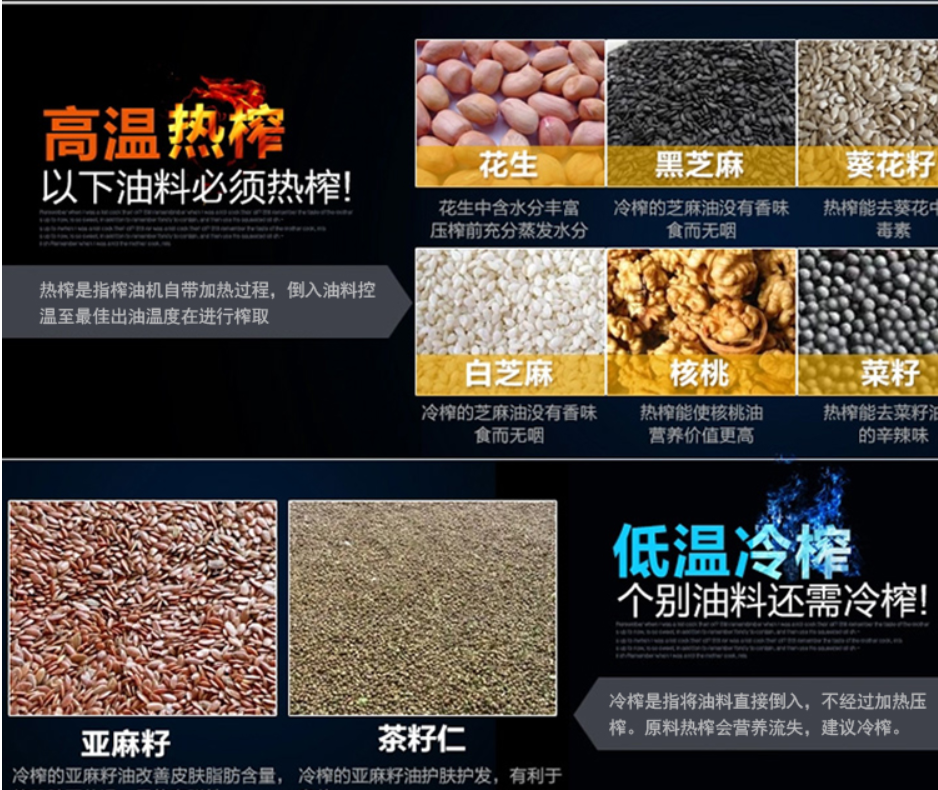 高温热榨
以下油料必须热榨!
热榨是指榨油机自带加热过程，倒入油料控
温至最佳出油温度在进行榨取
花生
花生中含水分丰富
压榨前充分蒸发水分
黑芝麻
冷榨的芝麻油没有香味
食而无咽
葵花籽
热榨能去葵花中
毒素
白芝麻
冷榨的芝麻油没有香味
食而无咽
核桃
热榨能使核桃油
营养价值更高
菜籽
热榨能去菜籽油
的辛辣味
亚麻籽
冷榨的亚麻籽油改善皮肤脂肪含量，
茶籽仁
冷榨的亚麻籽油护肤护发，有利于
低温冷榨
个别油料还需冷榨!
冷榨是指将油料直接倒入，不经过加热压
榨。原料热榨会营养流失，建议冷榨。